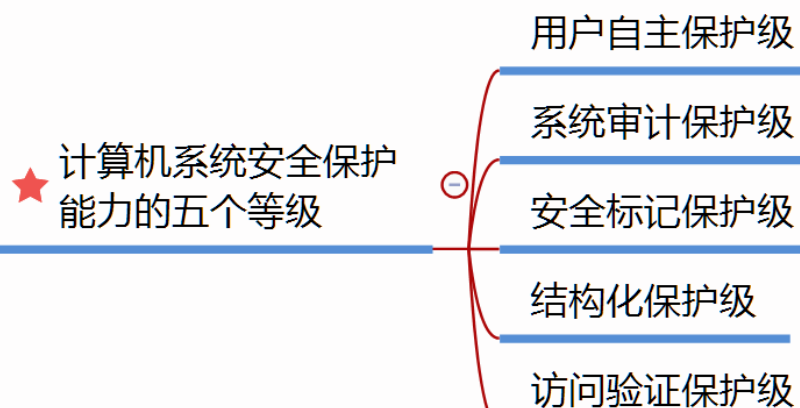 计算机系统安全保护
能力的五个等级
用户自主保护级
系统审计保护级
安全标记保护级
结构化保护级
访问验证保护级